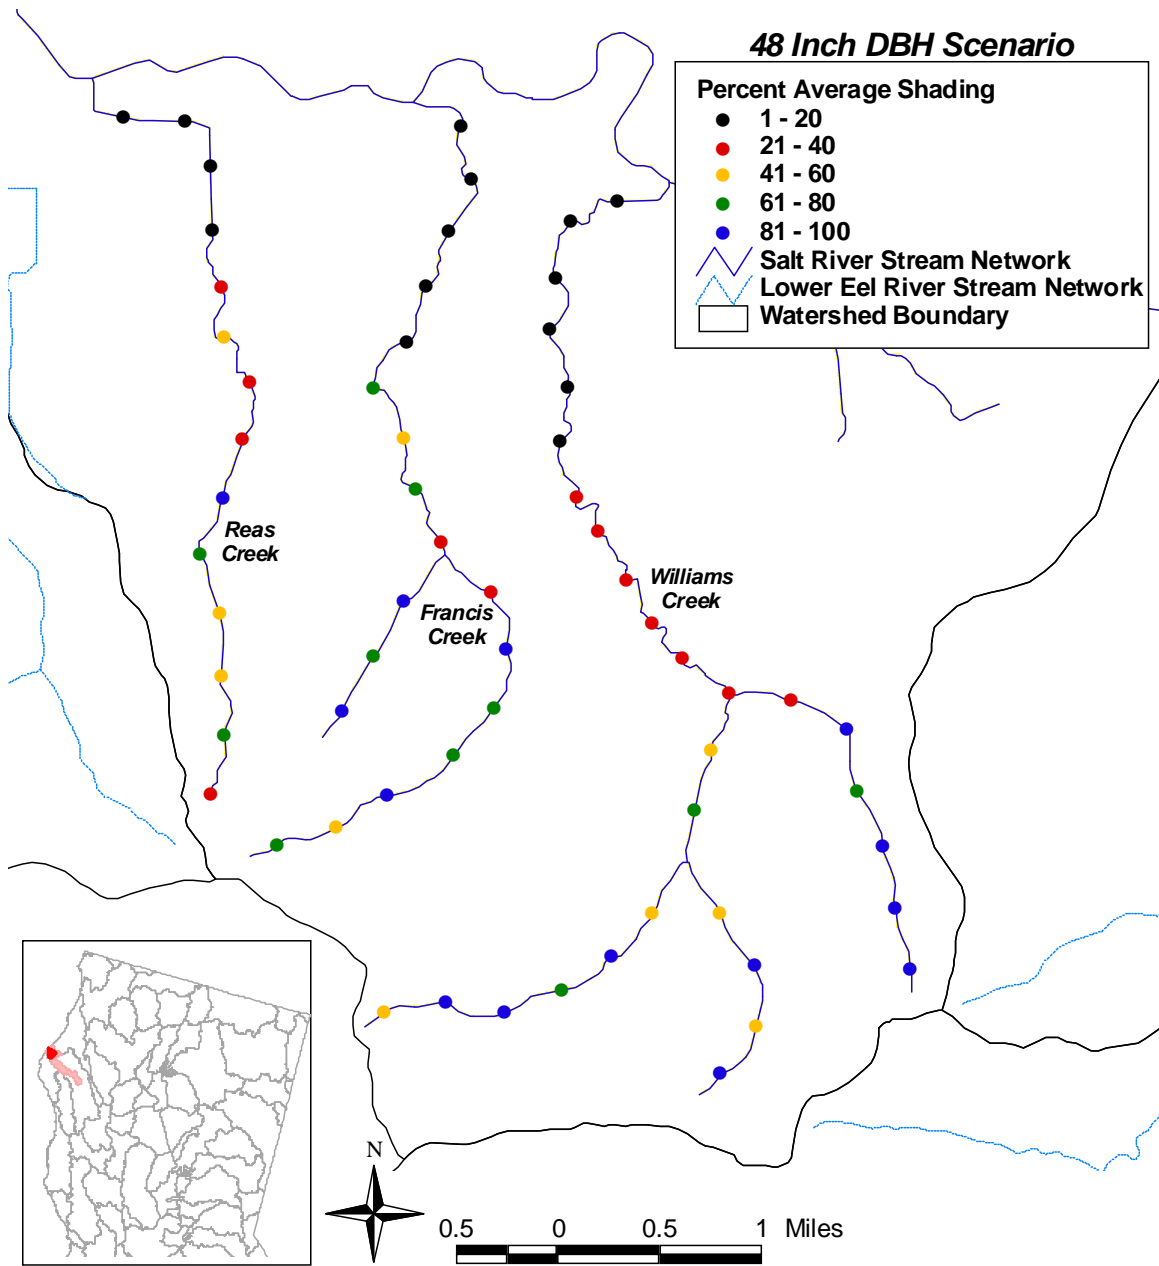 48 Inch DBH Scenario
Percent Average Shading
1 - 20
21 - 40
41 - 60
61 - 80
81 - 100
Salt River Stream Network
Lower Eel River Stream Network
Watershed Boundary
Reas
Creek
Francis
Creek
Williams
Creek
N
0.5 0 0.5 1 Miles